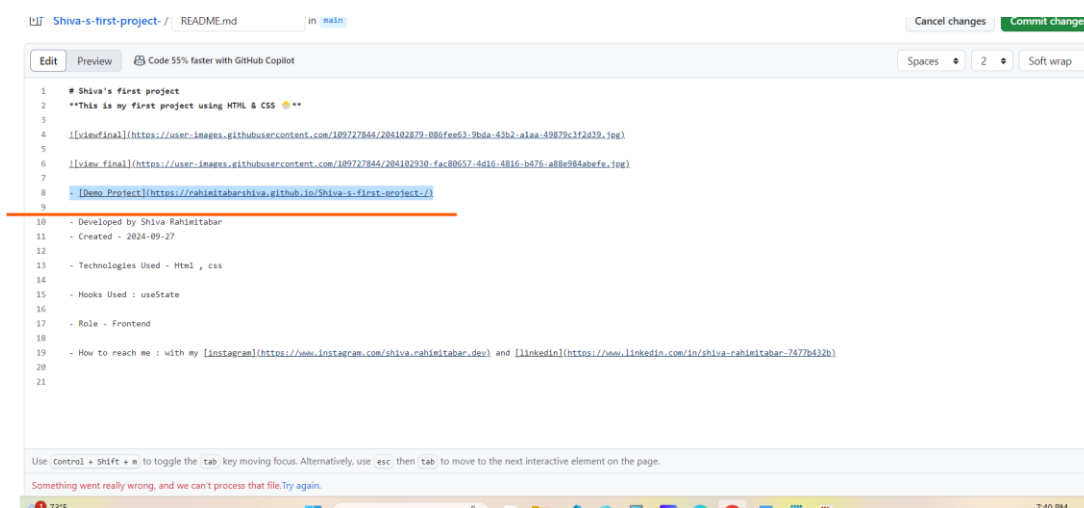 Shiva-s-first-project- / README.md in main Cancel changes Commit change
Edit Preview Code 55% faster with GitHub Copilot Spaces 2 Soft wrap
1 # Shiva's first project
2 **This is my first project using HTML & CSS 🐣**
3
4 ![viewfinal](https://user-images.githubusercontent.com/109727844/204102879-086fee63-9bda-43b2-a1aa-49879c3f2d39.jpg)
5
6 ![view final](https://user-images.githubusercontent.com/109727844/204102930-fac80657-4d16-4816-b476-a88e984abefe.jpg)
7
8 - [Demo Project](https://rahimitabarshiva.github.io/Shiva-s-first-project-/)
9
10 - Developed by Shiva Rahimitabar
11 - Created - 2024-09-27
12
13 - Technologies Used - Html , css
14
15 - Hooks Used : useState
16
17 - Role - Frontend
18
19 - How to reach me : with my [instagram](https://www.instagram.com/shiva.rahimitabar.dev) and [linkedin](https://www.linkedin.com/in/shiva-rahimitabar-7477b432b)
20
21
Use Control + Shift + m to toggle the tab key moving focus. Alternatively, use esc then tab to move to the next interactive element on the page.
Something went really wrong, and we can't process that file.Try again.
1 73°F 7:40 PM